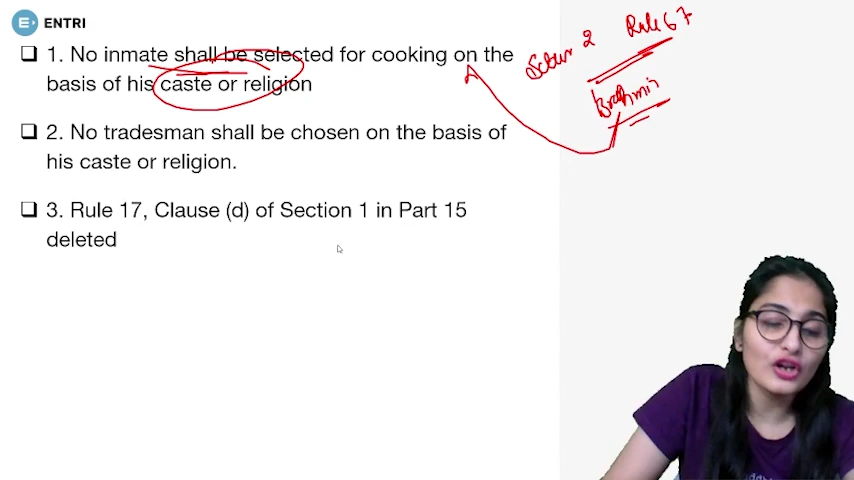 ENTRI
1. No inmate shall be selected for cooking on the
basis of his caste or religion
2. No tradesman shall be chosen on the basis of
his caste or religion.
3. Rule 17, Clause (d) of Section 1 in Part 15
deleted
2 Rule 67
Brahmin